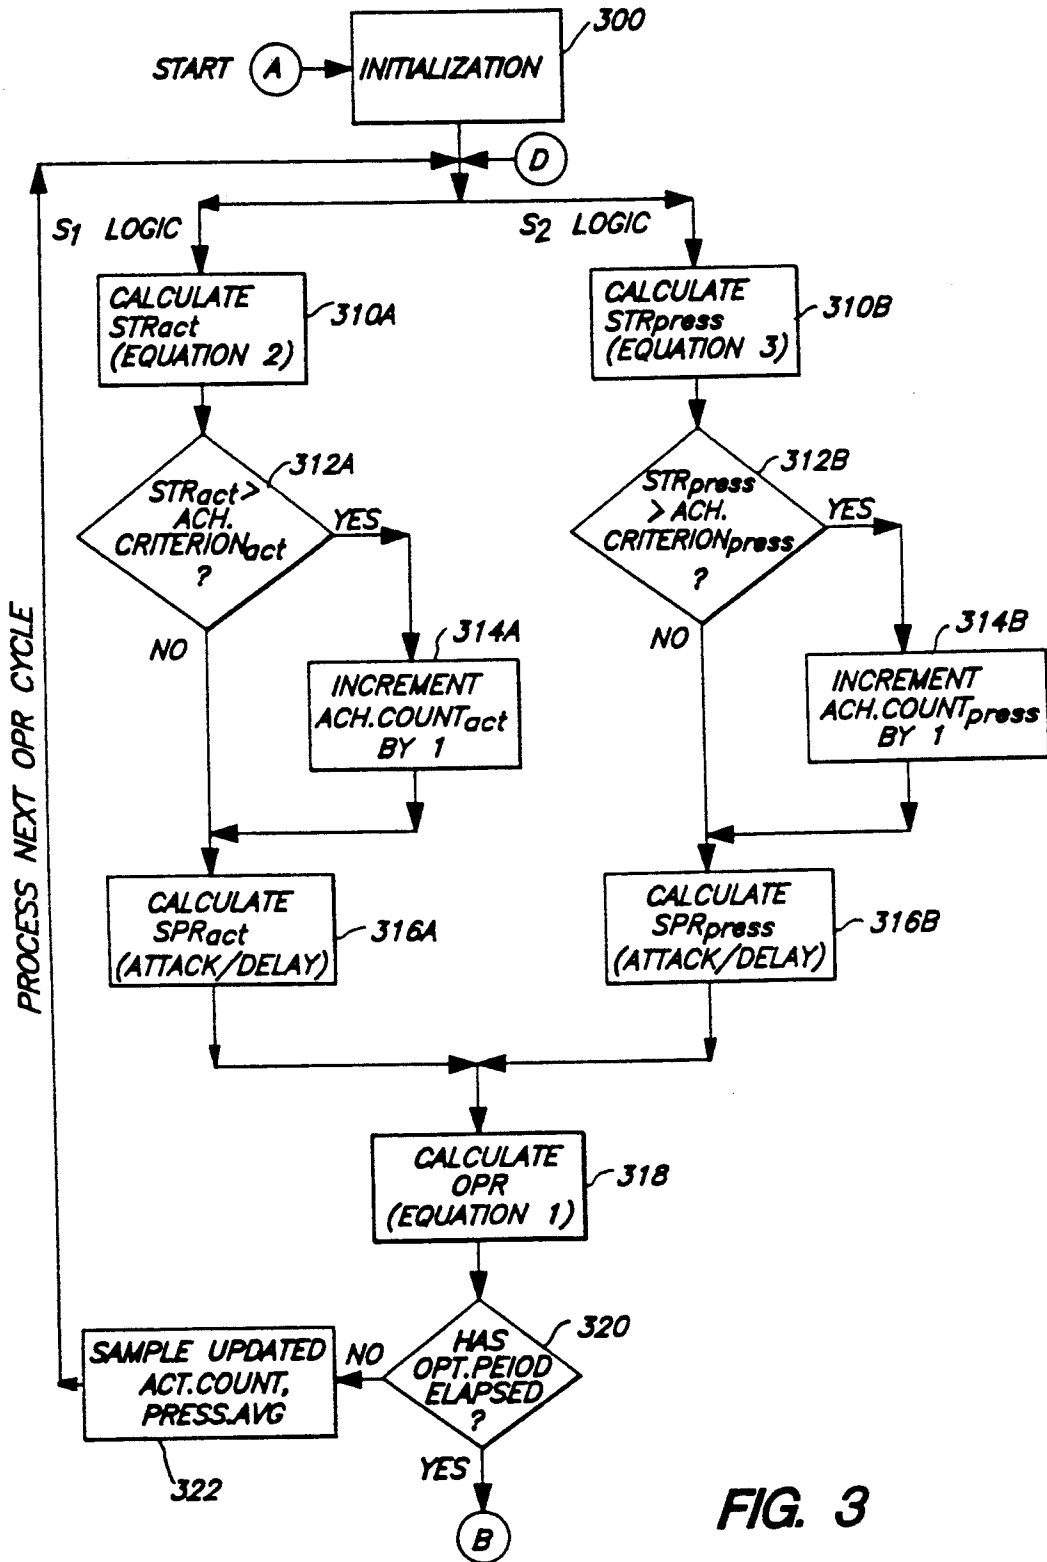 300
START A INITIALIZATION
D
S1 LOGIC
S2 LOGIC
CALCULATE
STRact
(EQUATION 2)
310A
CALCULATE
STRpress
(EQUATION 3)
310B
312A
STRact>
ACH.
CRITERIONact
?
YES
NO
312B
STRpress
> ACH.
CRITERIONpress
?
YES
NO
314A
INCREMENT
ACH.COUNTact
BY 1
314B
INCREMENT
ACH.COUNTpress
BY 1
PROCESS NEXT OPR CYCLE
CALCULATE
SPRact
(ATTACK/DELAY)
316A
CALCULATE
SPRpress
(ATTACK/DELAY)
316B
CALCULATE
OPR
(EQUATION 1)
318
320
HAS
OPT.PEIOD
ELAPSED
?
NO
SAMPLE UPDATED
ACT.COUNT,
PRESS.AVG
322
YES
B
FIG. 3